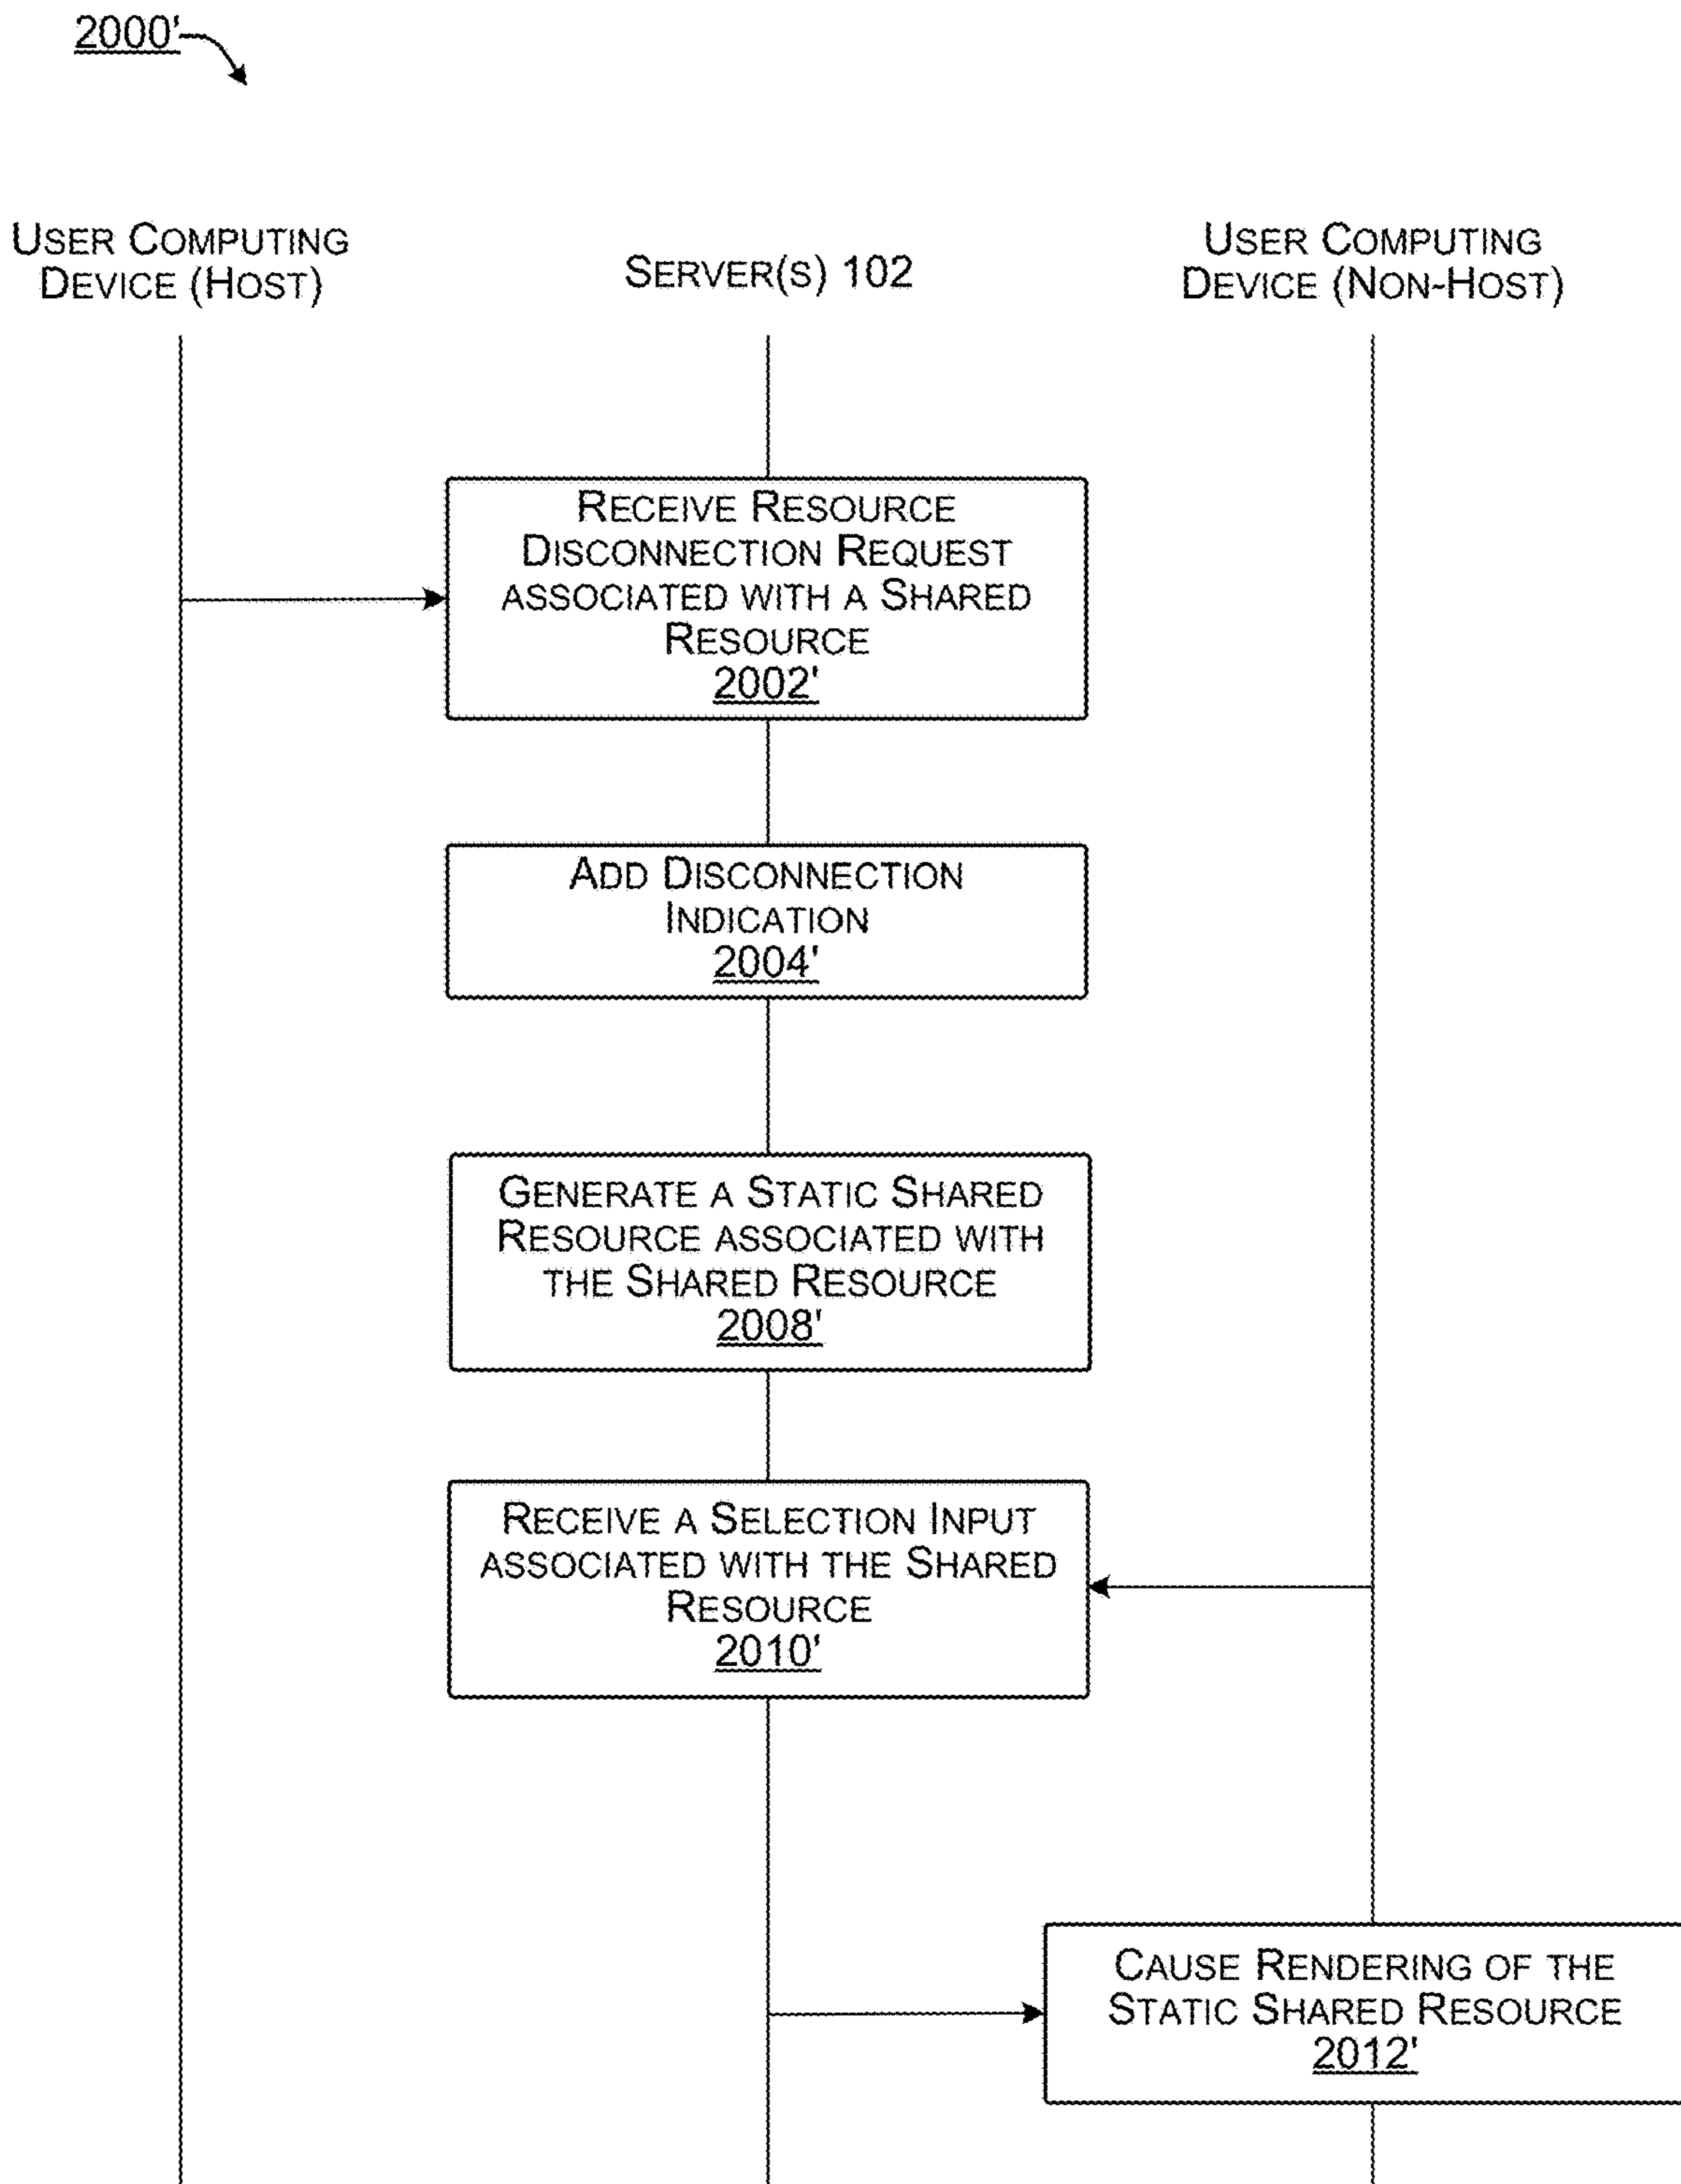 2000'
USER COMPUTING
DEVICE (HOST)
SERVER(S) 102
USER COMPUTING
DEVICE (NON-HOST)
RECEIVE RESOURCE
DISCONNECTION REQUEST
ASSOCIATED WITH A SHARED
RESOURCE
2002'
ADD DISCONNECTION
INDICATION
2004'
GENERATE A STATIC SHARED
RESOURCE ASSOCIATED WITH
THE SHARED RESOURCE
2008'
RECEIVE A SELECTION INPUT
ASSOCIATED WITH THE SHARED
RESOURCE
2010'
CAUSE RENDERING OF THE
STATIC SHARED RESOURCE
2012'